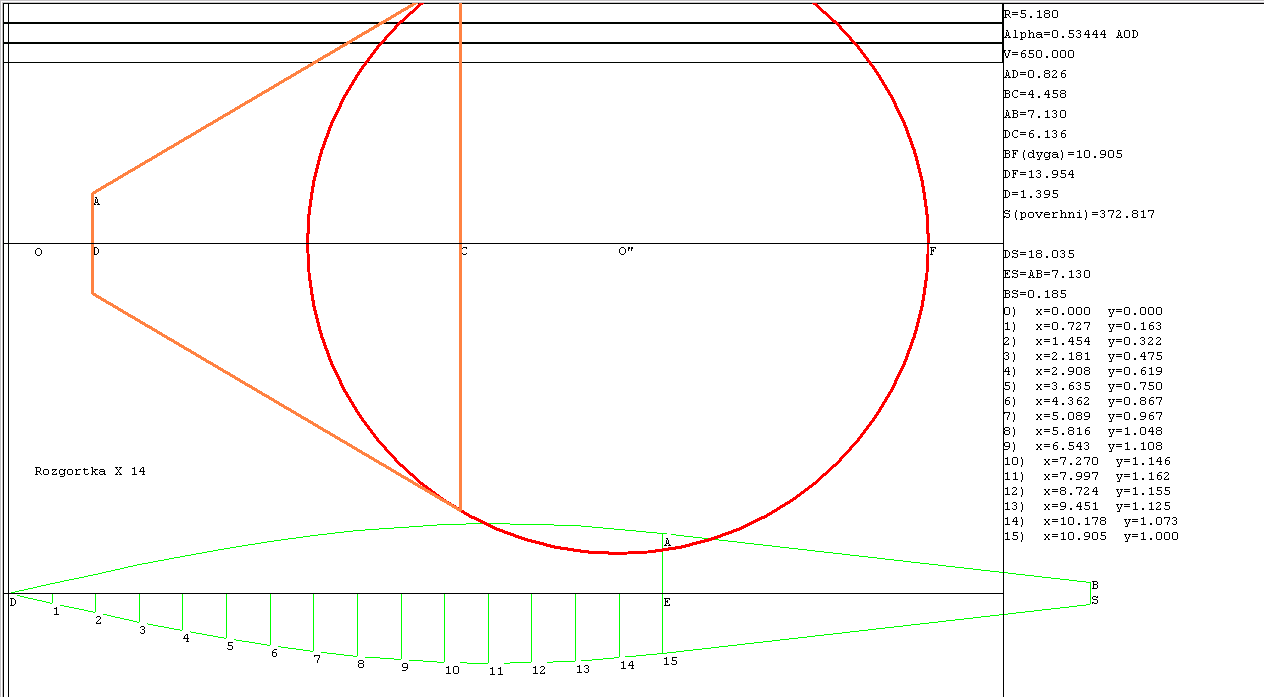 R=5.180
Alpha=0.53444 AOD
V=650.000
AD=0.826
BC=4.458
AB=7.130
DC=6.136
BF(dyga)=10.905
DF=13.954
D=1.395
S(poverhni)=372.817
DS=18.035
ES=AB=7.130
BS=0.185
0) x=0.000 y=0.000
1) x=0.727 y=0.163
2) x=1.454 y=0.322
3) x=2.181 y=0.475
4) x=2.908 y=0.619
5) x=3.635 y=0.750
6) x=4.362 y=0.867
7) x=5.089 y=0.967
8) x=5.816 y=1.048
9) x=6.543 y=1.108
10) x=7.270 y=1.146
11) x=7.997 y=1.162
12) x=8.724 y=1.155
13) x=9.451 y=1.125
14) x=10.178 y=1.073
15) x=10.905 y=1.000
A
O D C O" F
Rozgortka X 14
A
B
D E S
1 2 3 4 5 6 7 8 9 10 11 12 13 14 15